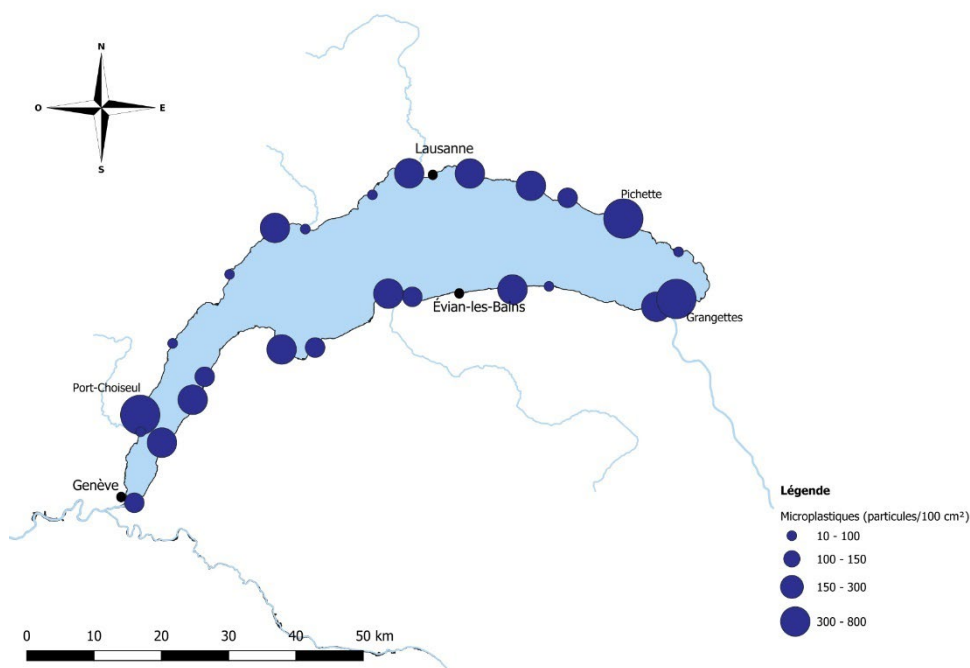 N
O
E
S
Lausanne
Pichette
Évian-les-Bains
Grangettes
Port-Choiseul
Genève
Légende
Microplastiques (particules/100 cm²)
10 - 100
100 - 150
150 - 300
300 - 800
0 10 20 30 40 50 km